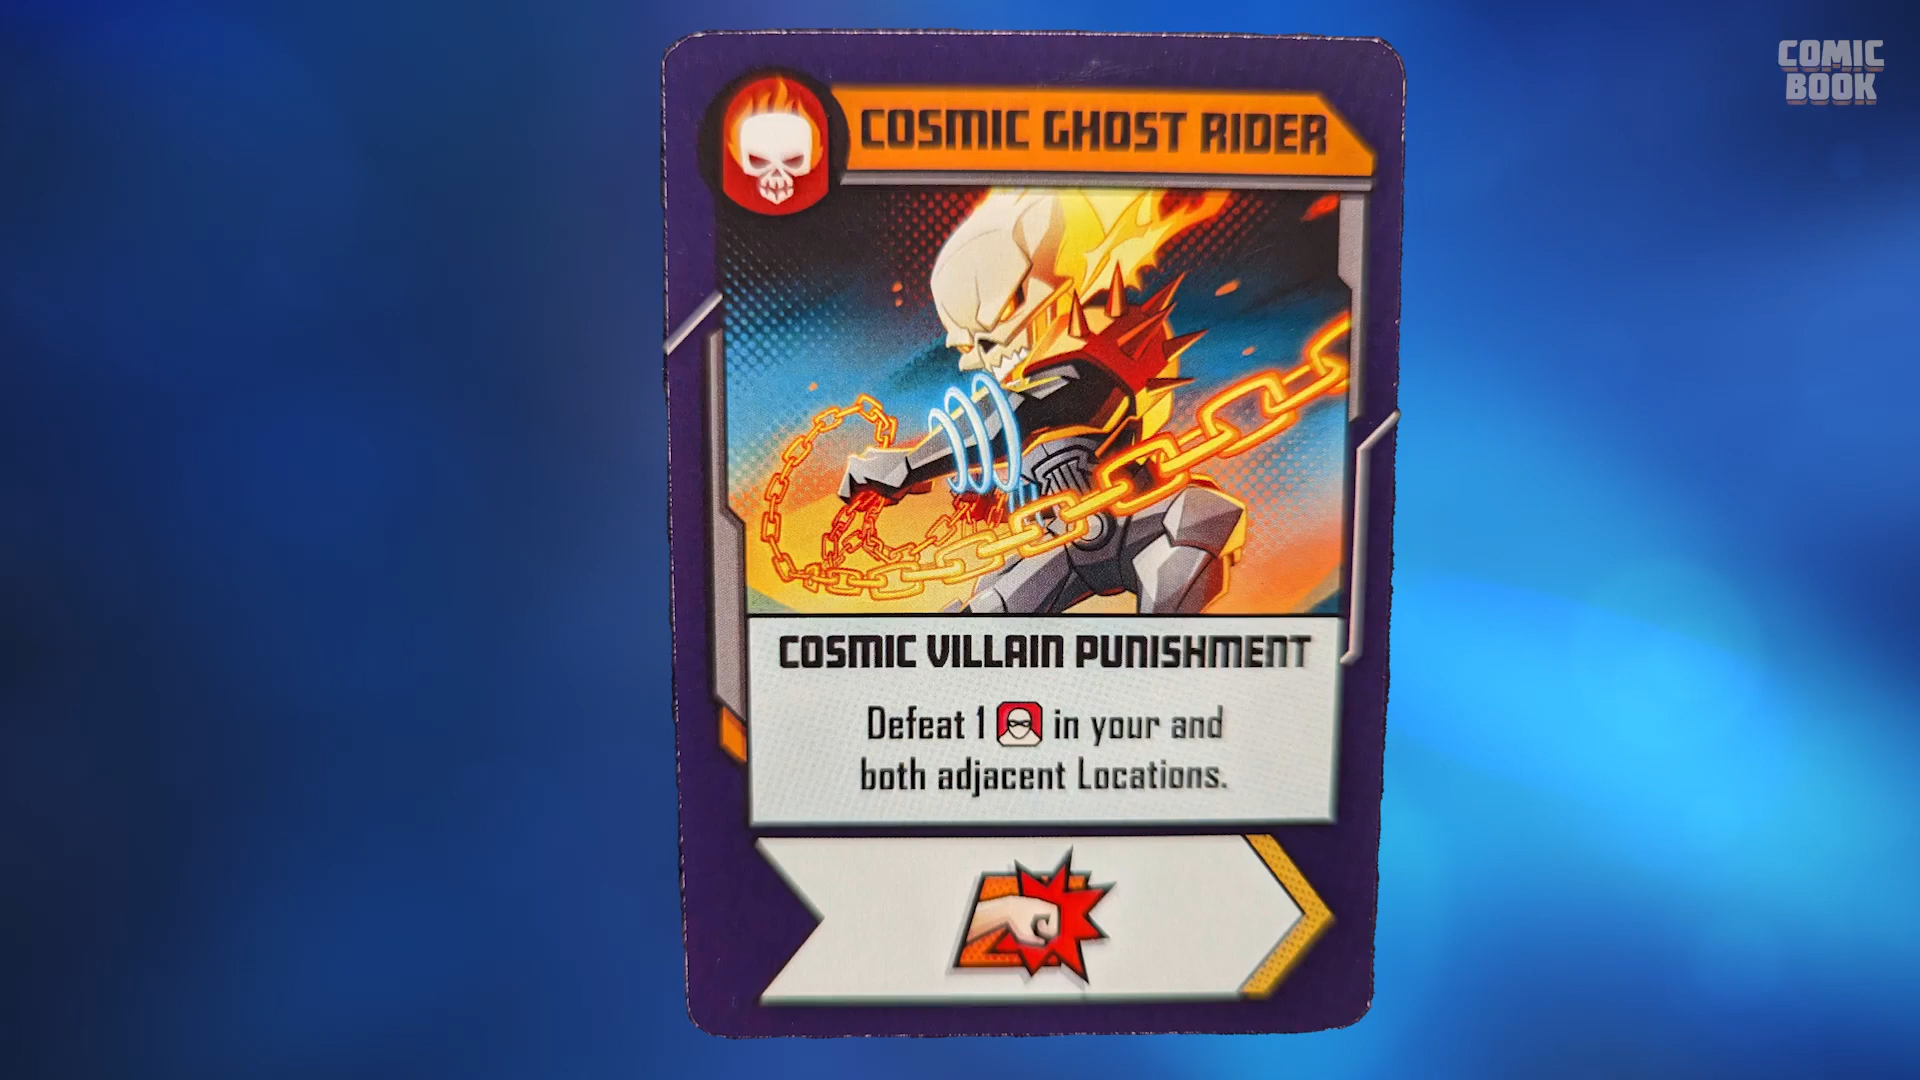 COMIC
BOOK
COSMIC GHOST RIDER
COSMIC VILLAIN PUNISHMENT
Defeat 1 in your and
both adjacent Locations.